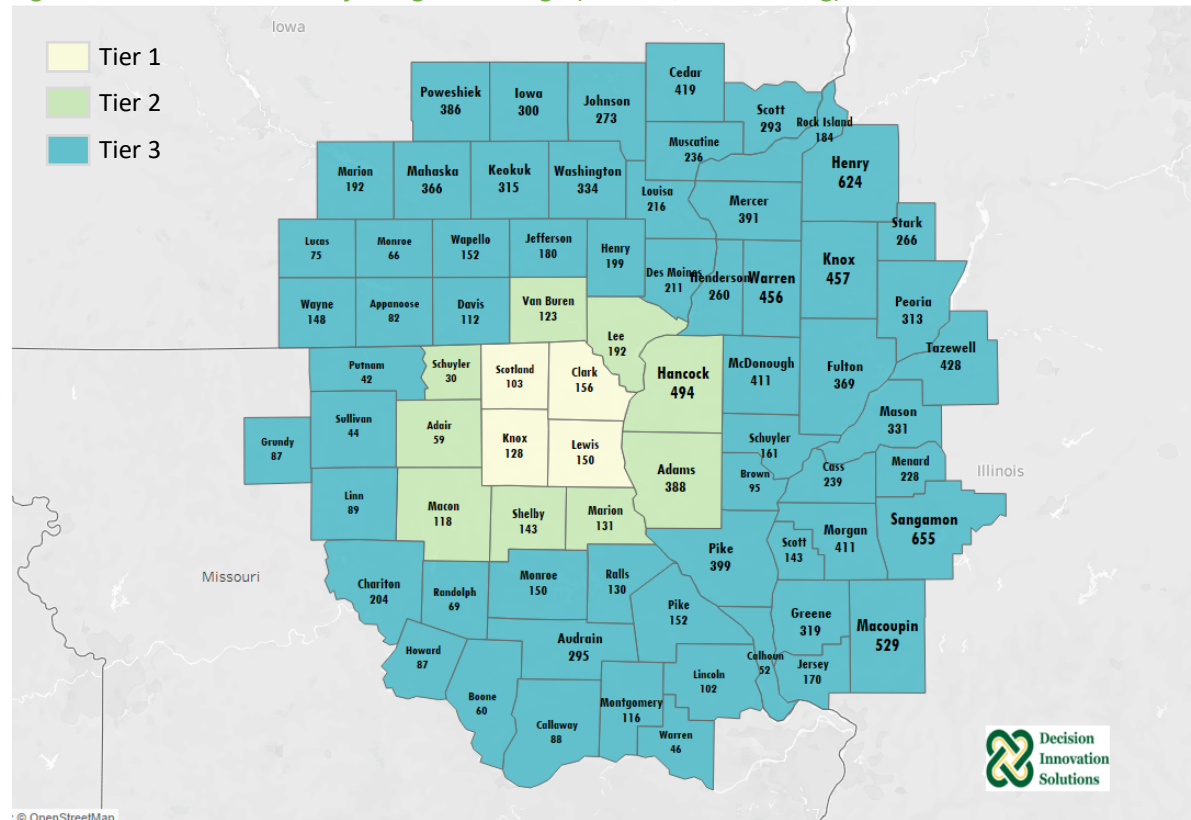 Iowa
Tier 1
Tier 2
Tier 3
Cedar
419
Poweshiek
386
Iowa
300
Johnson
273
Scott
293
Rock Island
184
Muscatine
236
Henry
624
Marion
192
Mahaska
366
Keokuk
315
Washington
334
Louisa
216
Mercer
391
Stark
266
Lucas
75
Monroe
66
Wapello
152
Jefferson
180
Henry
199
Des Moines
211
Henderson
260
Warren
456
Knox
457
Peoria
313
Wayne
148
Appanoose
82
Davis
112
Van Buren
123
Lee
192
Tazewell
428
Putnam
42
Schuyler
30
Scotland
103
Clark
156
Hancock
494
McDonough
411
Fulton
369
Mason
331
Grundy
87
Sullivan
44
Adair
59
Knox
128
Lewis
150
Adams
388
Schuyler
161
Brown
95
Cass
239
Menard
228
Illinois
Linn
89
Macon
118
Shelby
143
Marion
131
Pike
399
Scott
143
Morgan
411
Sangamon
655
Missouri
Chariton
204
Randolph
69
Monroe
150
Ralls
130
Pike
152
Greene
319
Macoupin
529
Howard
87
Audrain
295
Calhoun
52
Jersey
170
Boone
60
Callaway
88
Montgomery
116
Lincoln
102
Warren
46
Decision
Innovation
Solutions
© OpenStreetMap